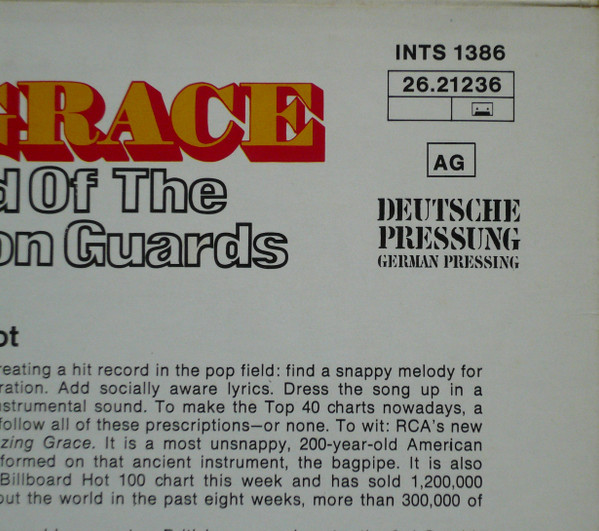 INTS 1386
26.21236
AG
DEUTSCHE
PRESSUNG
GERMAN PRESSING
GRACE
d Of The
on Guards
ot
reating a hit record in the pop field: find a snappy melody for
ration. Add socially aware lyrics. Dress the song up in a
nstrumental sound. To make the Top 40 charts nowadays, a
follow all of these prescriptions—or none. To wit: RCA's new
zing Grace. It is a most unsnappy, 200-year-old American
formed on that ancient instrument, the bagpipe. It is also
Billboard Hot 100 chart this week and has sold 1,200,000
out the world in the past eight weeks, more than 300,000 of